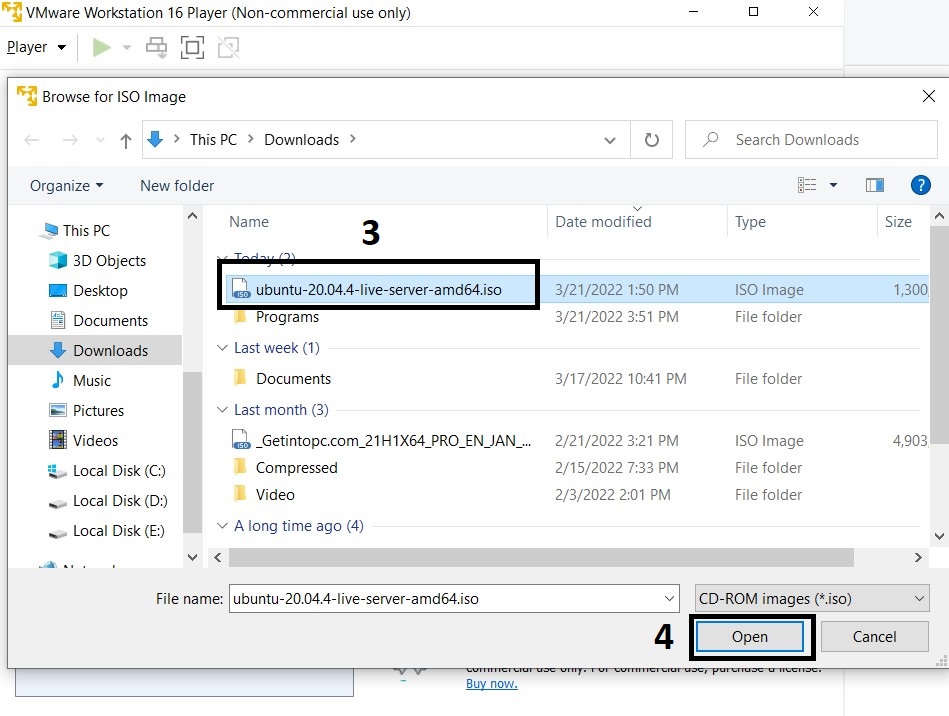 VMware Workstation 16 Player (Non-commercial use only)
Player
Browse for ISO Image
This PC > Downloads >
Search Downloads
Organize
New folder
?
Name
Date modified
Type
Size
This PC
3D Objects
Desktop
Documents
Downloads
Music
Pictures
Videos
Local Disk (C:)
Local Disk (D:)
Local Disk (E:)
3
Today (2)
ISO
ubuntu-20.04.4-live-server-amd64.iso
3/21/2022 1:50 PM
ISO Image
1,300,
Programs
3/21/2022 3:51 PM
File folder
Last week (1)
Documents
3/17/2022 10:41 PM
File folder
Last month (3)
ISO
_Getintopc.com_21H1X64_PRO_EN_JAN_...
2/21/2022 3:21 PM
ISO Image
4,903,
Compressed
2/15/2022 7:33 PM
File folder
Video
2/3/2022 2:01 PM
File folder
A long time ago (4)
File name:
ubuntu-20.04.4-live-server-amd64.iso
CD-ROM images (*.iso)
4
Open
Cancel
commercial use only. For commercial use, purchase a license.
Buy now.